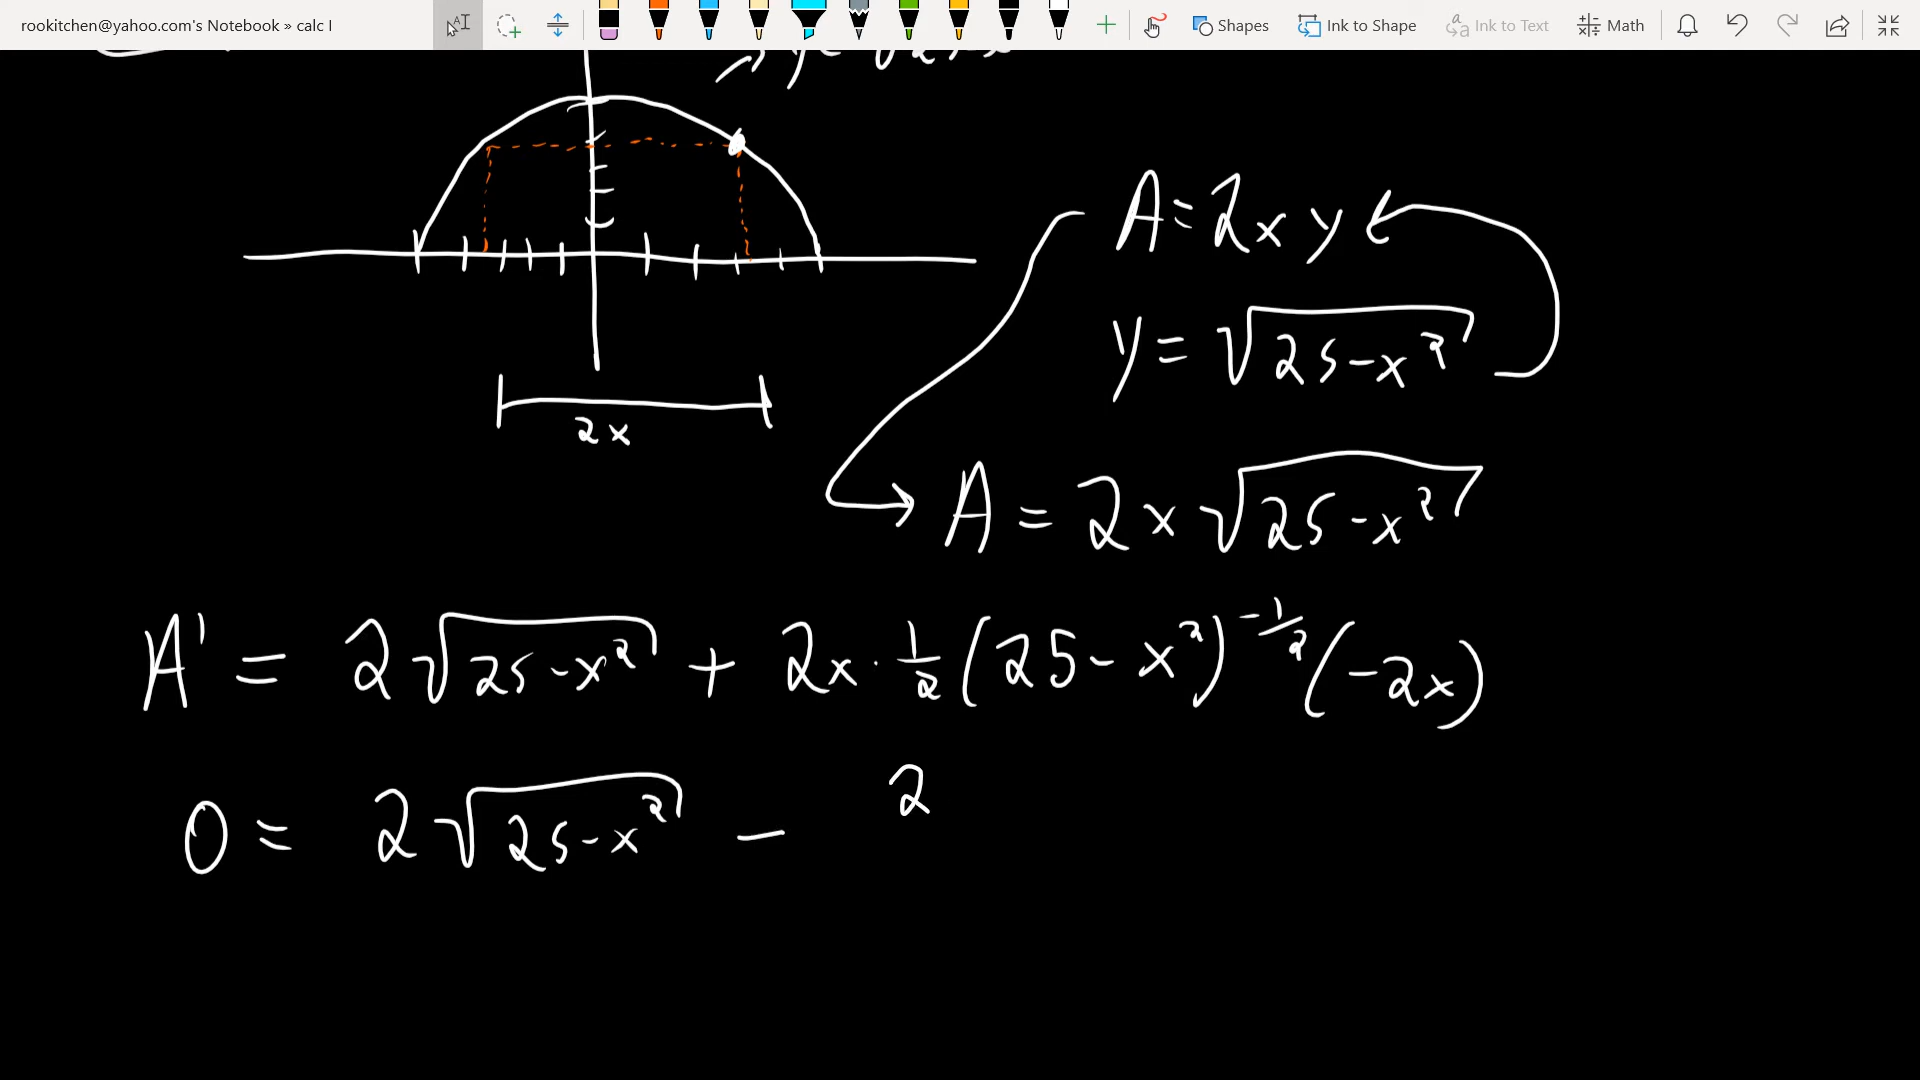 rookitchen@yahoo.com's Notebook » calc I
Shapes
Ink to Shape
Ink to Text
Math
A = 2xy
y = √(25-x²)
2x
A = 2x√(25-x²)
A' = 2√(25-x²) + 2x·1/2(25-x²)^-1/2(-2x)
0 = 2√(25-x²) - 2